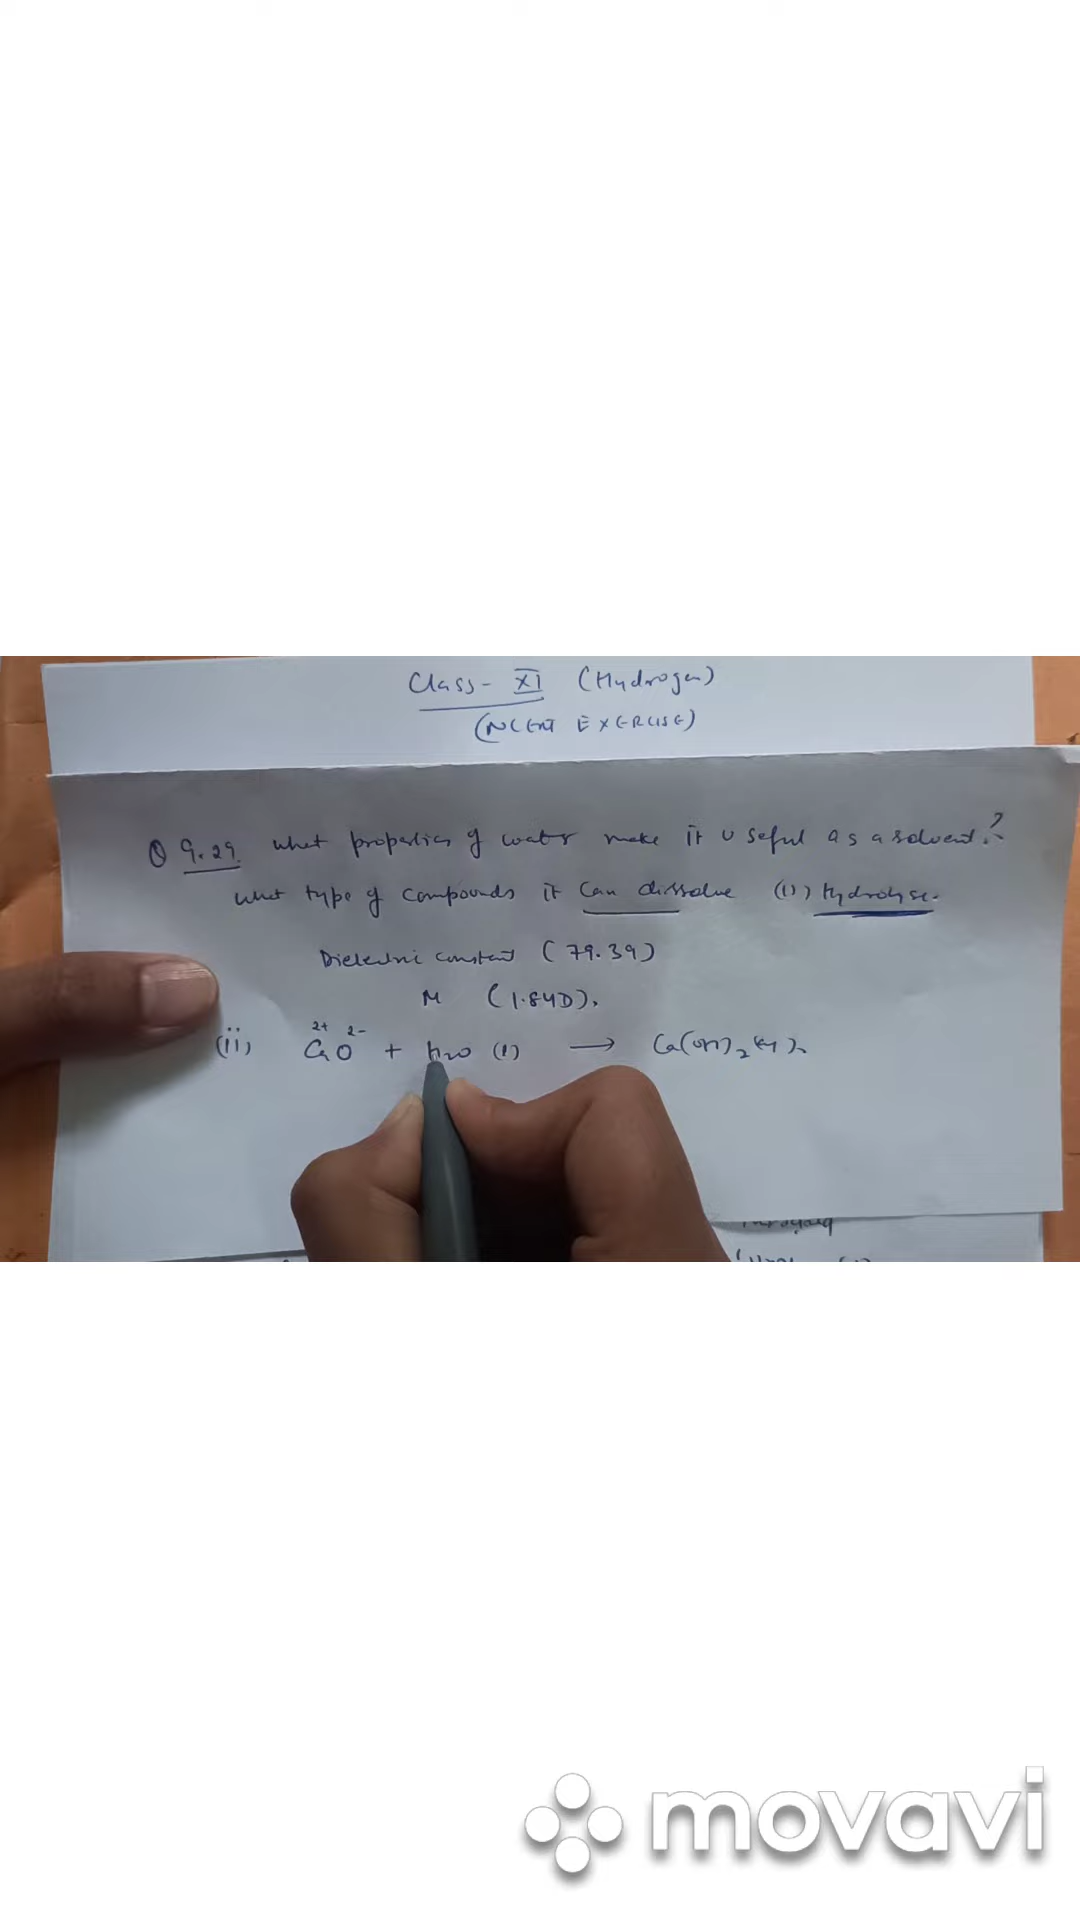 Class- XI (Hydrogen)
(NCERT EXERCISE)
Q 9.29. What properties of water make it useful as a solvent?
What type of compounds it can dissolve (i) Hydrolyse.
Dielectric constant (79.39)
M (1.84D).
(ii) Ca2+ O2- + H2O (l) → Ca(OH)2
movavi